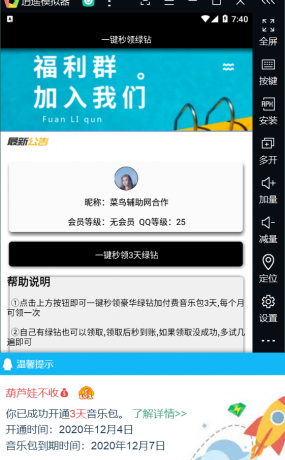 逍遥模拟器
7:40
一键秒领绿钻
全屏
福利群。
加入我们
Fuan LI qun
按键
安装
最新公告
多开
加量
昵称：菜鸟辅助网合作
减量
会员等级：无会员 QQ等级：25
定位
一键秒领3天绿钻
设置
帮助说明
①点击上方按钮即可一键秒领豪华绿钻加付费音乐包3天,每个月可领一次
②自己有绿钻也可以领取,领取后秒到账,如果领取没成功,多试几遍即可
温馨提示
葫芦娃不收
你已成功开通3天音乐包。 了解详情>>
开通时间：2020年12月4日
音乐包到期时间：2020年12月7日